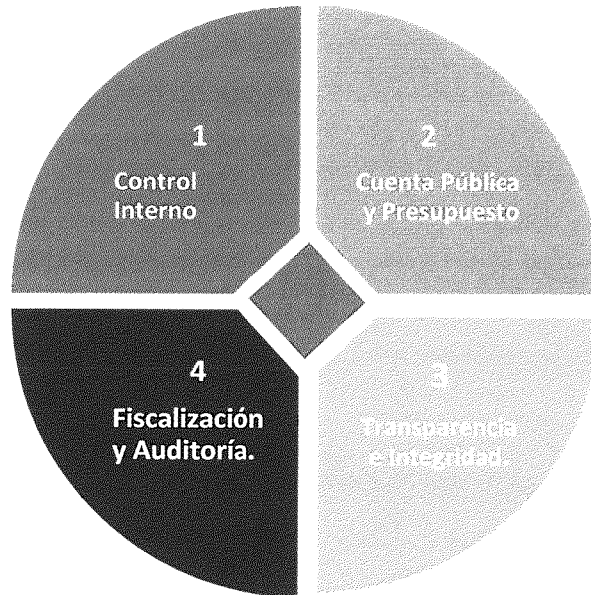 1
Control
Interno
2
Cuenta Pública
y Presupuesto
3
Transparencia
e Integridad.
4
Fiscalización
y Auditoría.